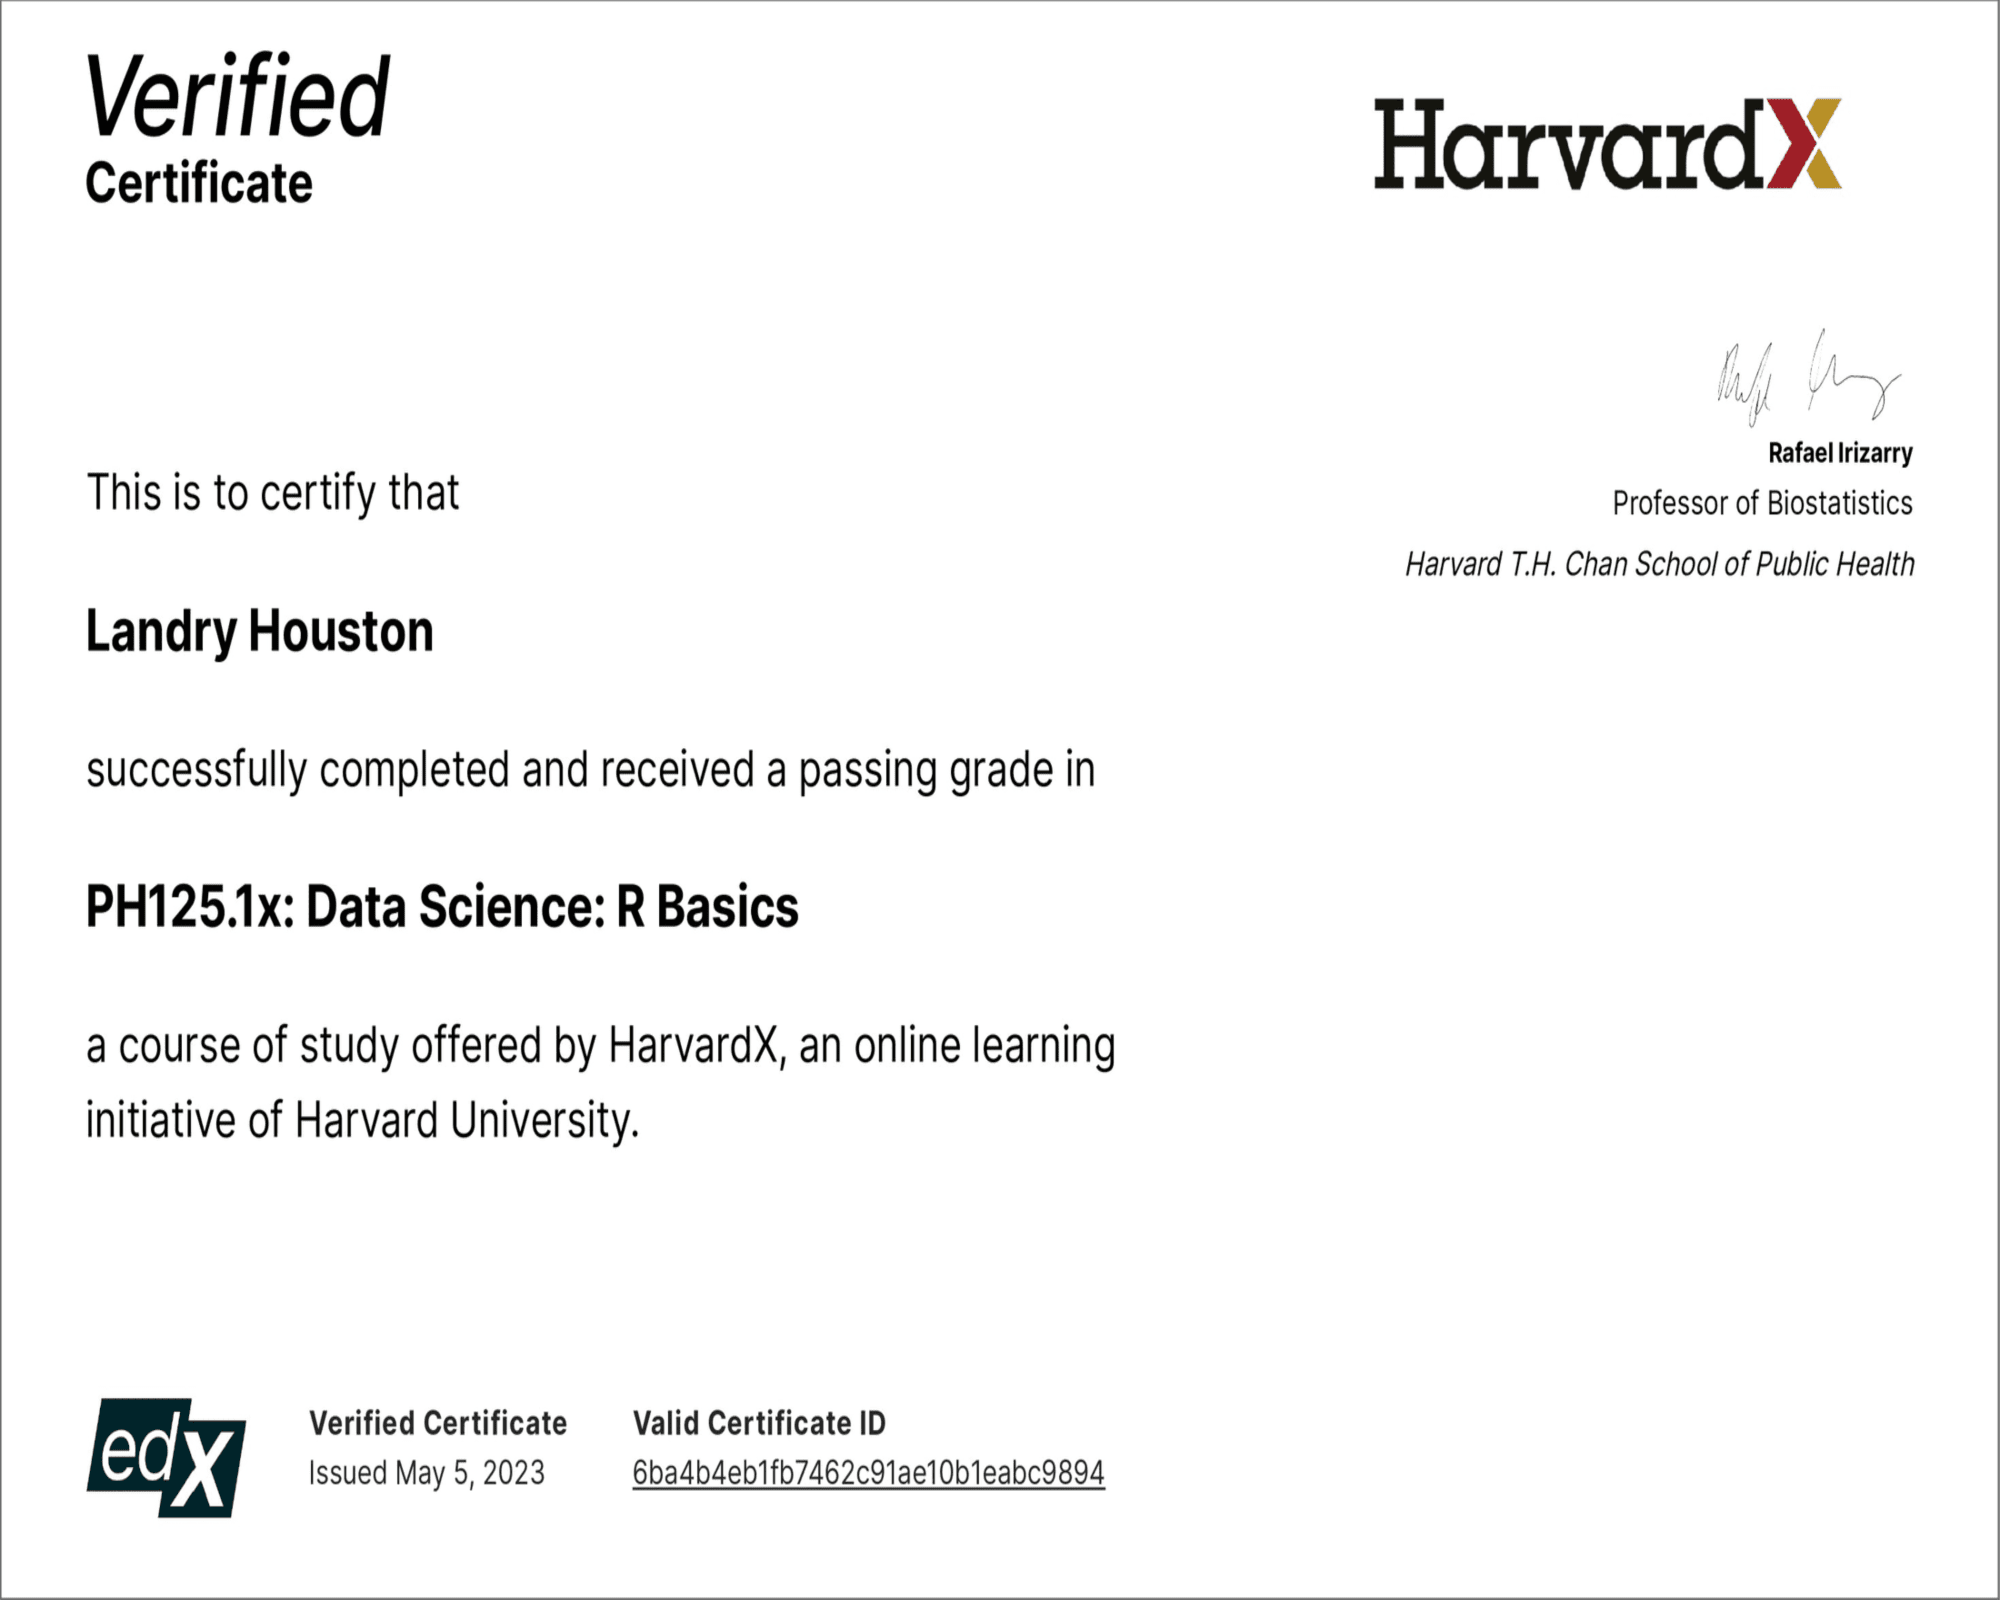 Verified
Certificate
HarvardX
Rafael Irizarry
Professor of Biostatistics
Harvard T.H. Chan School of Public Health
This is to certify that
Landry Houston
successfully completed and received a passing grade in
PH125.1x: Data Science: R Basics
a course of study offered by HarvardX, an online learning
initiative of Harvard University.
edX
Verified Certificate
Issued May 5, 2023
Valid Certificate ID
6ba4b4eb1fb7462c91ae10b1eabc9894